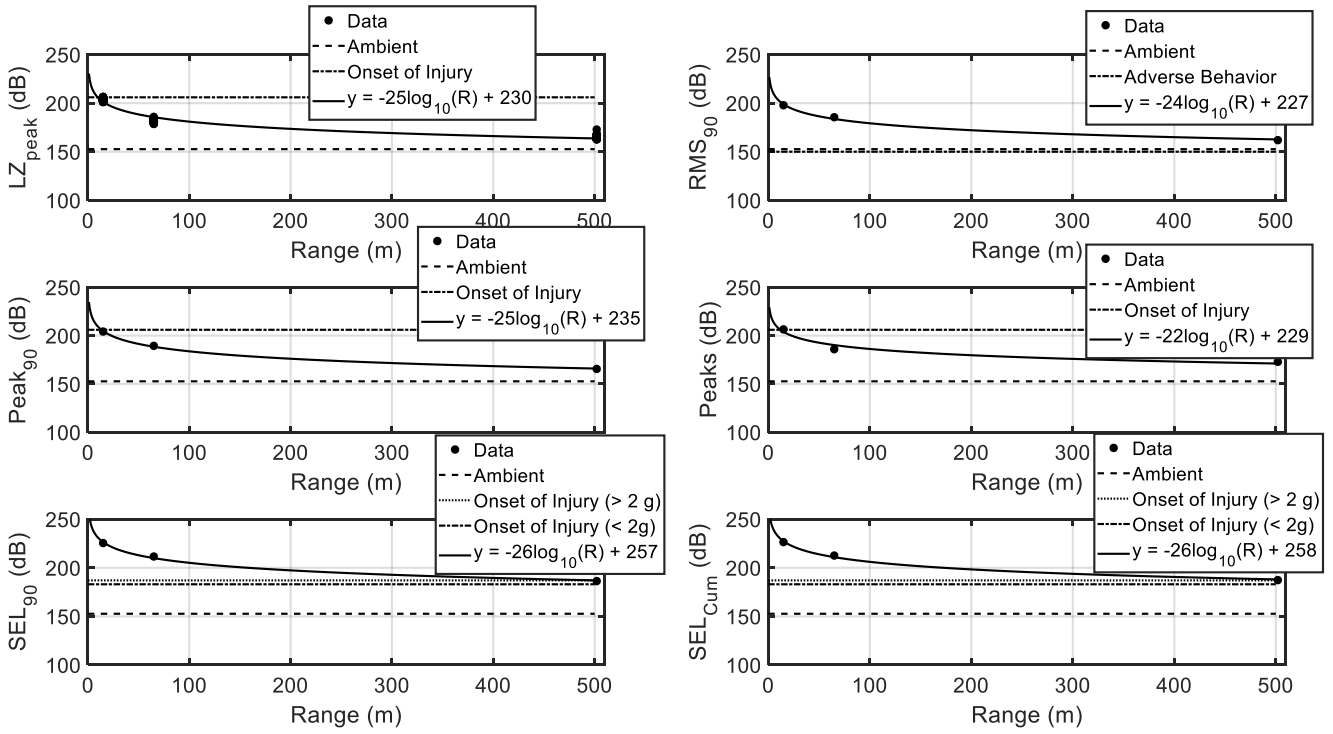 Data
Ambient
Onset of Injury
y = -25log10(R) + 230
250
200
150
100
LZpeak (dB)
0 100 200 300 400 500
Range (m)
Data
Ambient
Adverse Behavior
y = -24log10(R) + 227
250
200
150
100
RMS90 (dB)
0 100 200 300 400 500
Range (m)
Data
Ambient
Onset of Injury
y = -25log10(R) + 235
250
200
150
100
Peak90 (dB)
0 100 200 300
Range (m)
Data
Ambient
Onset of Injury
y = -22log10(R) + 229
250
200
150
100
Peaks (dB)
0 100 200 300
Range (m)
Data
Ambient
Onset of Injury (> 2 g)
Onset of Injury (< 2g)
y = -26log10(R) + 257
250
200
150
100
SEL90 (dB)
0 100 200 300 400 500
Range (m)
Data
Ambient
Onset of Injury (> 2 g)
Onset of Injury (< 2g)
y = -26log10(R) + 258
250
200
150
100
SELCum (dB)
0 100 200 300 400 500
Range (m)